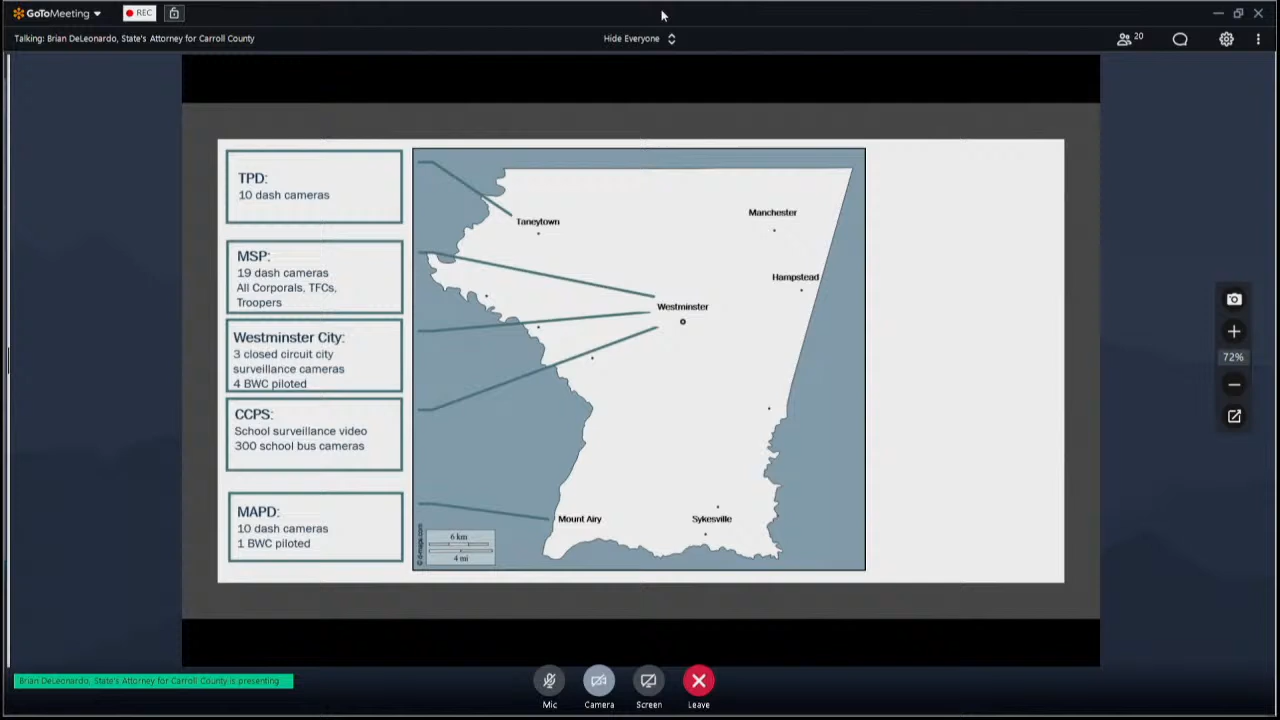 GoToMeeting
REC
Talking: Brian DeLeonardo, State's Attorney for Carroll County
Hide Everyone
20
TPD:
10 dash cameras
MSP:
19 dash cameras
All Corporals, TFCs,
Troopers
Westminster City:
3 closed circuit city
surveillance cameras
4 BWC piloted
CCPS:
School surveillance video
300 school bus cameras
MAPD:
10 dash cameras
1 BWC piloted
Taneytown
Manchester
Hampstead
Westminster
Mount Airy
Sykesville
6 km
4 mi
© d-maps.com
72%
Brian DeLeonardo, State's Attorney for Carroll County is presenting
Mic
Camera
Screen
Leave